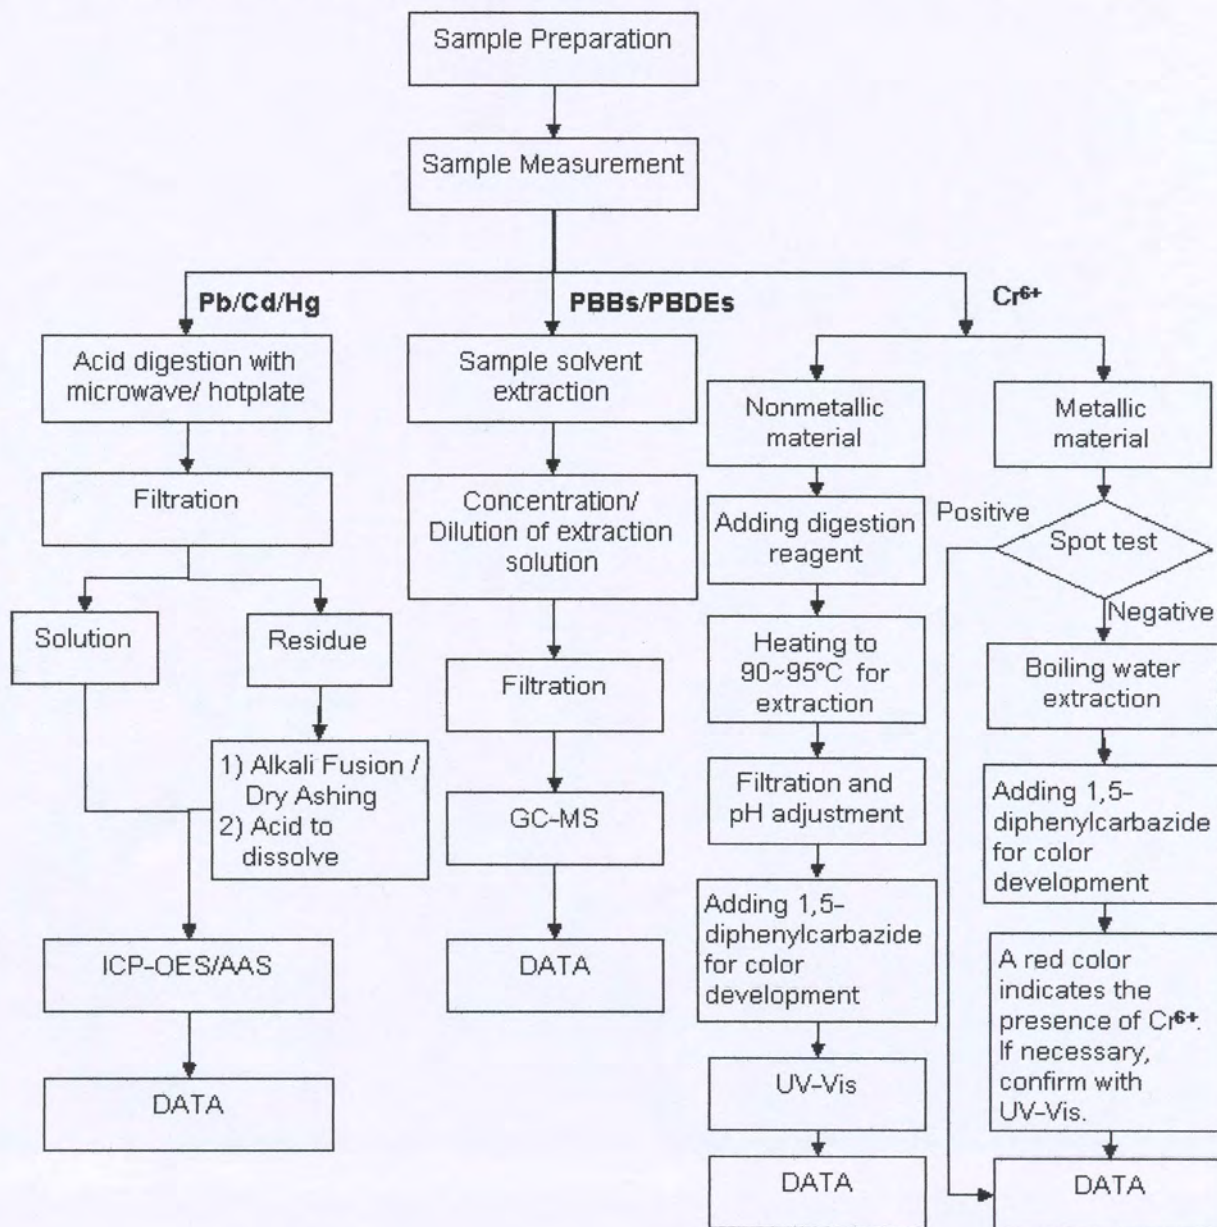 Sample Preparation
Sample Measurement
Pb/Cd/Hg
PBBs/PBDEs
Cr⁶⁺
Acid digestion with
microwave/ hotplate
Filtration
Solution
Residue
1) Alkali Fusion /
Dry Ashing
2) Acid to
dissolve
ICP-OES/AAS
DATA
Sample solvent
extraction
Concentration/
Dilution of extraction
solution
Filtration
GC-MS
DATA
Nonmetallic
material
Adding digestion
reagent
Heating to
90~95°C for
extraction
Filtration and
pH adjustment
Adding 1,5-
diphenylcarbazide
for color
development
UV-Vis
DATA
Metallic
material
Positive
Spot test
Negative
Boiling water
extraction
Adding 1,5-
diphenylcarbazide
for color
development
A red color
indicates the
presence of Cr⁶⁺.
If necessary,
confirm with
UV-Vis.
DATA